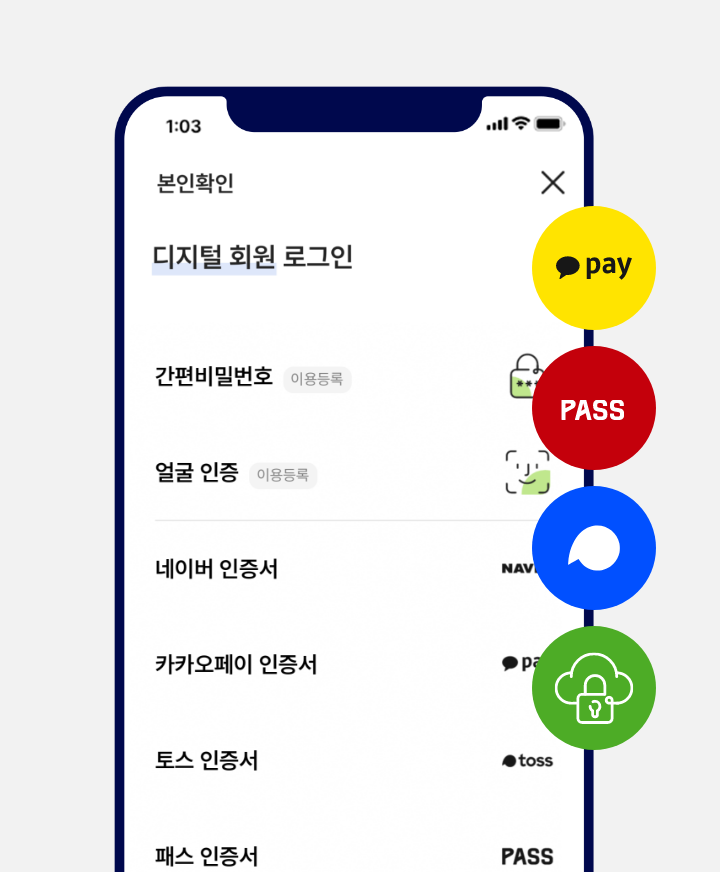 1:03
본인확인
디지털 회원 로그인
pay
간편비밀번호 이용등록
***
PASS
얼굴 인증 이용등록
네이버 인증서
카카오페이 인증서
토스 인증서 toss
패스 인증서 PASS